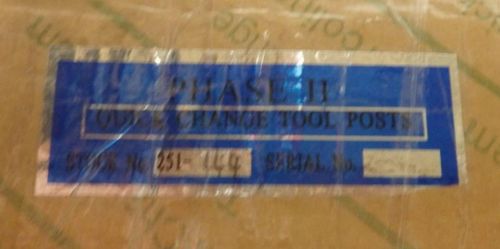 PHASE II
QUICK CHANGE TOOL POSTS
STOCK No. 251- SERIAL No.